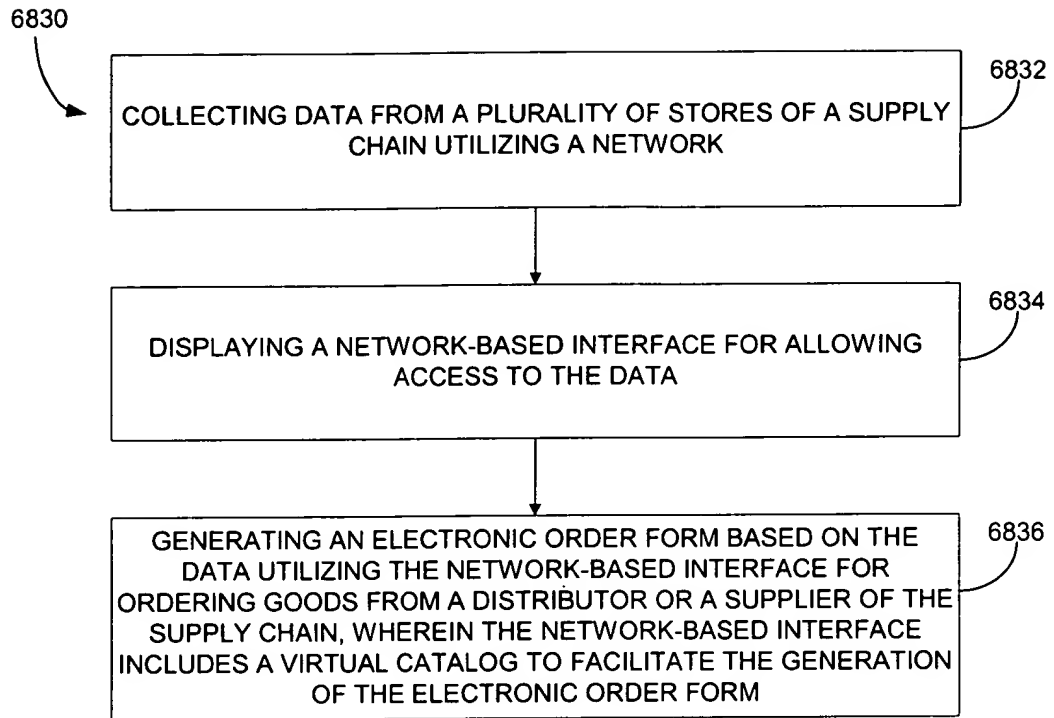 6830
6832
COLLECTING DATA FROM A PLURALITY OF STORES OF A SUPPLY
CHAIN UTILIZING A NETWORK
6834
DISPLAYING A NETWORK-BASED INTERFACE FOR ALLOWING
ACCESS TO THE DATA
6836
GENERATING AN ELECTRONIC ORDER FORM BASED ON THE
DATA UTILIZING THE NETWORK-BASED INTERFACE FOR
ORDERING GOODS FROM A DISTRIBUTOR OR A SUPPLIER OF THE
SUPPLY CHAIN, WHEREIN THE NETWORK-BASED INTERFACE
INCLUDES A VIRTUAL CATALOG TO FACILITATE THE GENERATION
OF THE ELECTRONIC ORDER FORM